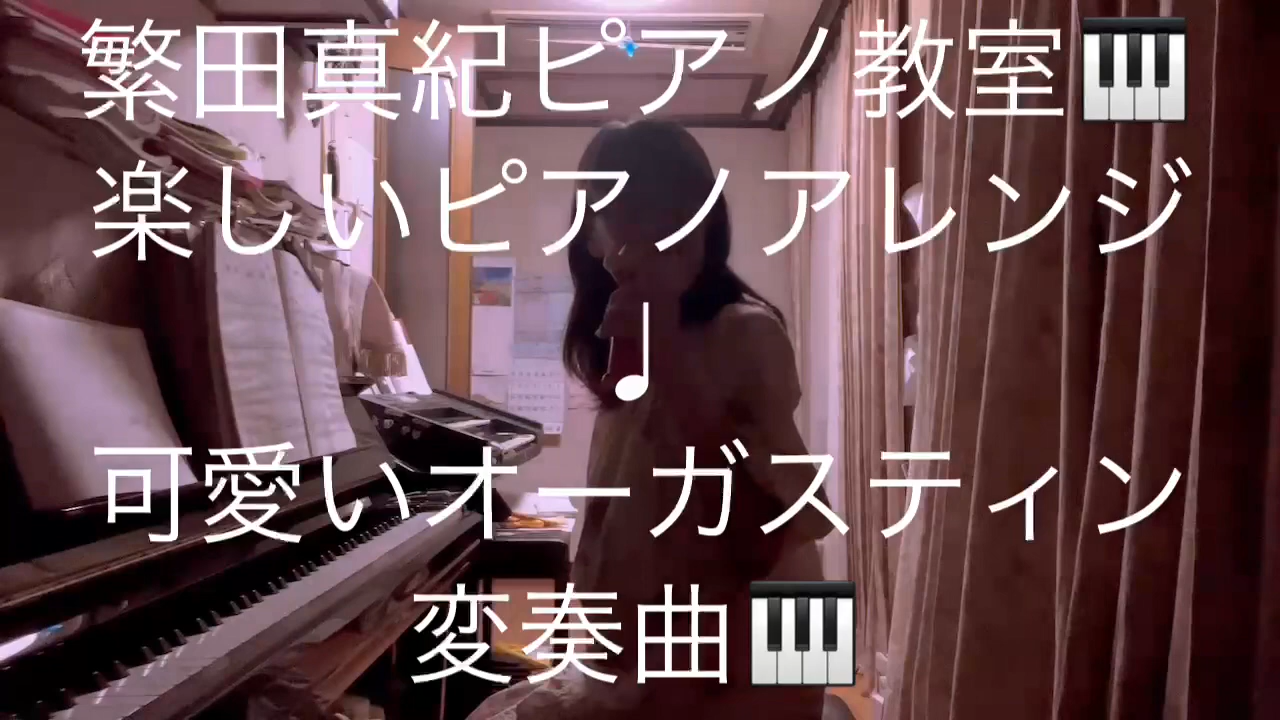 繁田真紀ピアノ教室🎹
楽しいピアノアレンジ
♩
可愛いオーガスティン
変奏曲🎹